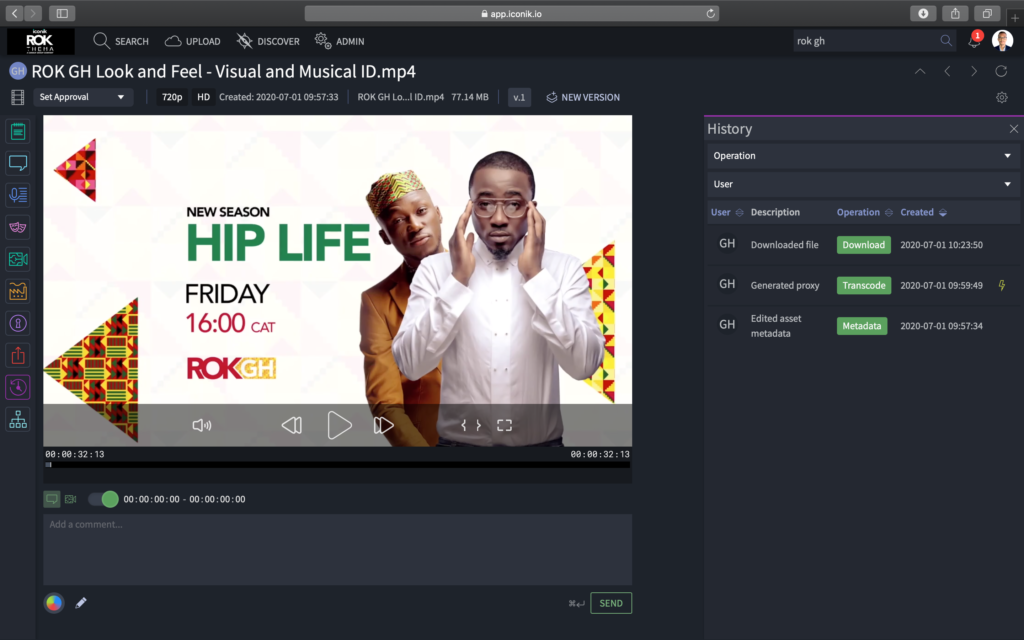 app.iconik.io
iconik
ROK
THEMA
SEARCH
UPLOAD
DISCOVER
ADMIN
rok gh
1
GH
ROK GH Look and Feel - Visual and Musical ID.mp4
Set Approval
720p
HD
Created: 2020-07-01 09:57:33
ROK GH Lo...l ID.mp4
77.14 MB
v.1
NEW VERSION
NEW SEASON
HIP LIFE
FRIDAY
16:00 CAT
ROKGH
00:00:32:13
00:00:32:13
00:00:00:00 - 00:00:00:00
Add a comment...
SEND
History
Operation
User
User Description Operation Created
GH Downloaded file Download 2020-07-01 10:23:50
GH Generated proxy Transcode 2020-07-01 09:59:49
GH Edited asset
metadata Metadata 2020-07-01 09:57:34